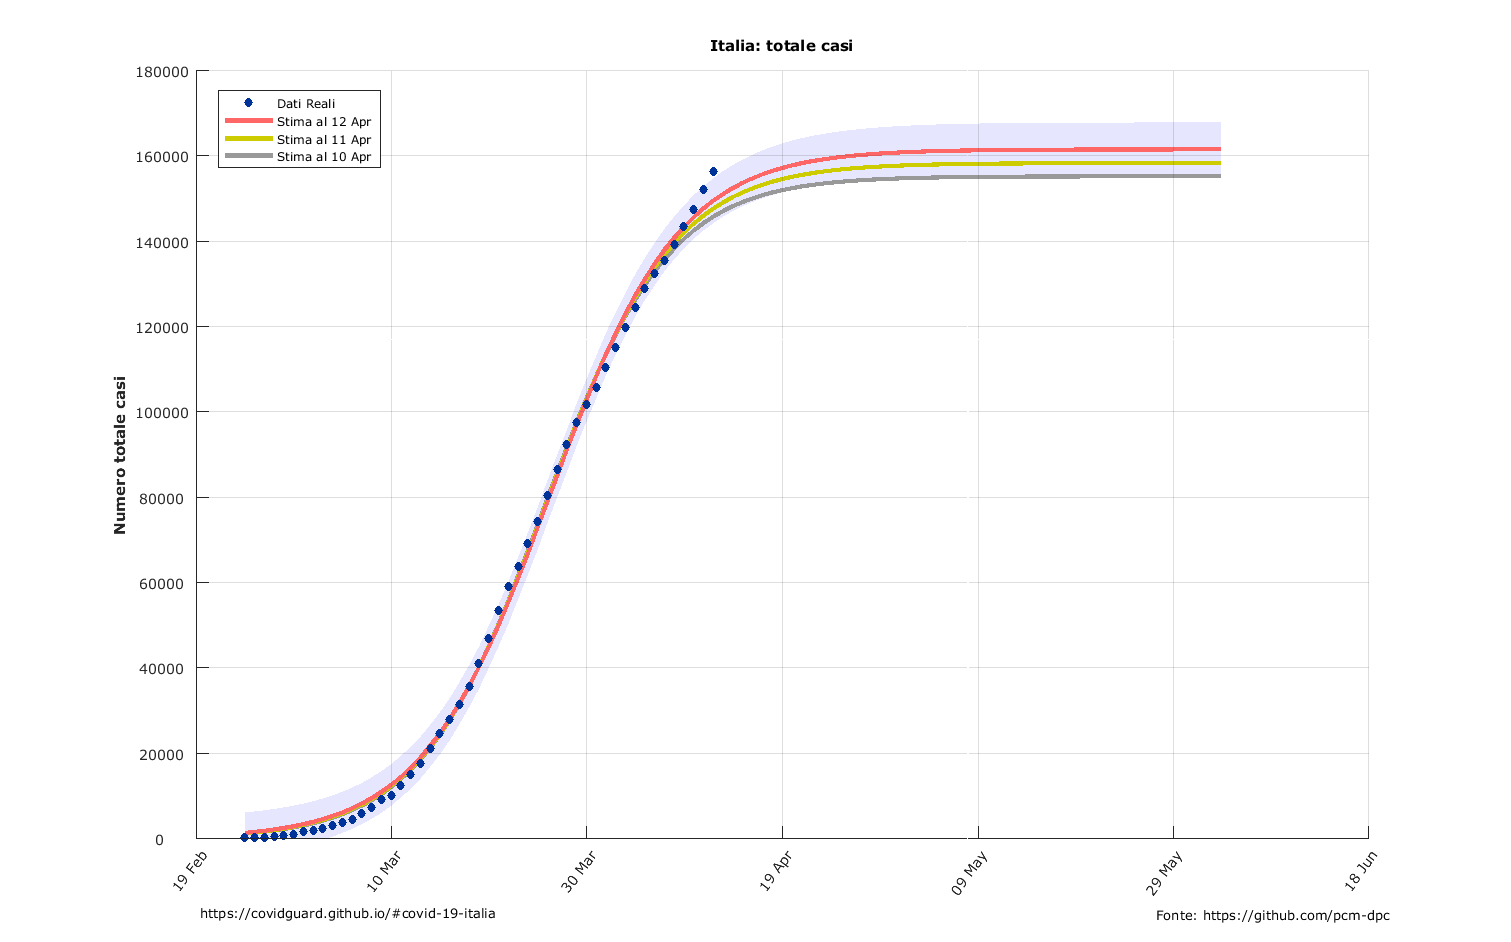 Italia: totale casi
180000
160000
140000
120000
100000
80000
60000
40000
20000
0
Numero totale casi
Dati Reali
Stima al 12 Apr
Stima al 11 Apr
Stima al 10 Apr
19 Feb
10 Mar
30 Mar
19 Apr
09 May
29 May
18 Jun
https://covidguard.github.io/#covid-19-italia
Fonte: https://github.com/pcm-dpc